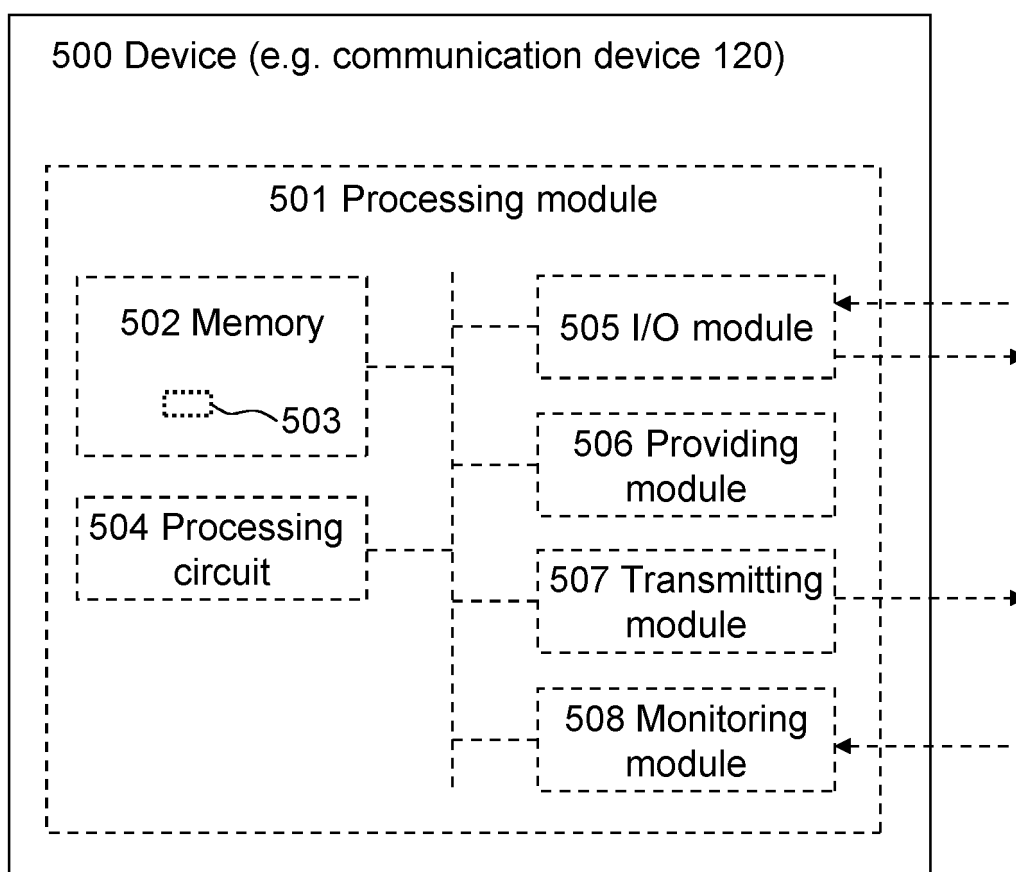 500 Device (e.g. communication device 120)
501 Processing module
502 Memory
503
504 Processing
circuit
505 I/O module
506 Providing
module
507 Transmitting
module
508 Monitoring
module